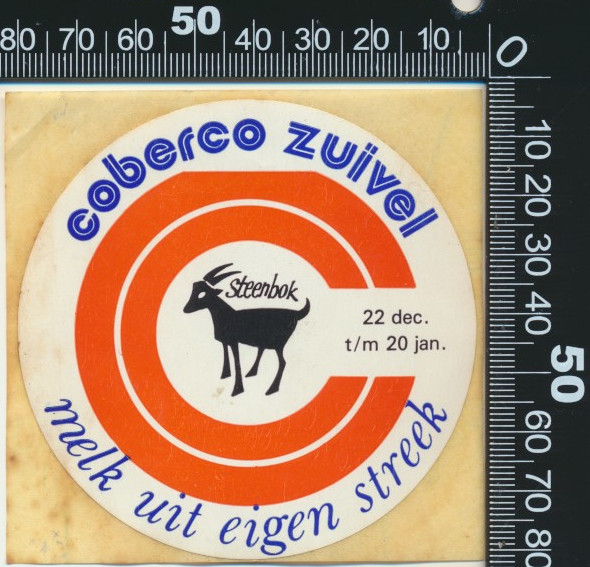 80 70 60 50 40 30 20 10 0
coberco zuivel
Steenbok
22 dec.
t/m 20 jan.
melk uit eigen streek
10 20 30 40 50 60 70 80